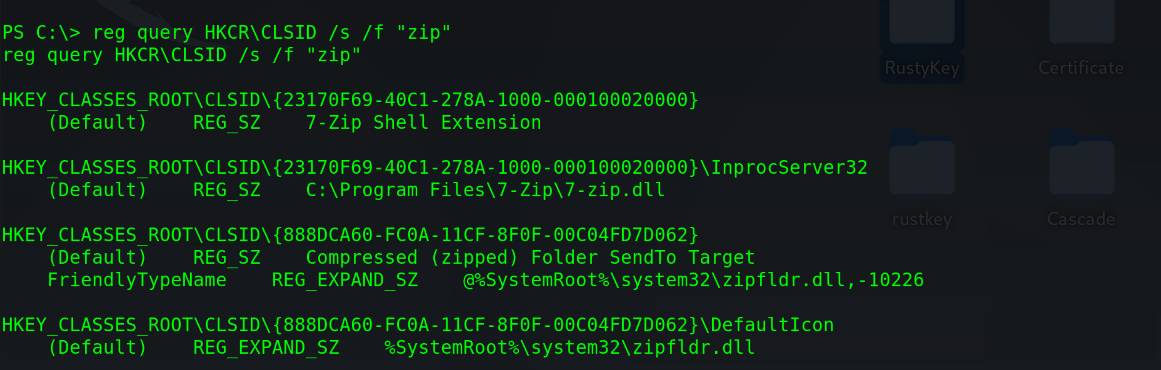 PS C:\> reg query HKCR\CLSID /s /f "zip"
reg query HKCR\CLSID /s /f "zip"
RustyKey
Certificate
HKEY_CLASSES_ROOT\CLSID\{23170F69-40C1-278A-1000-000100020000}
(Default)    REG_SZ    7-Zip Shell Extension
HKEY_CLASSES_ROOT\CLSID\{23170F69-40C1-278A-1000-000100020000}\InprocServer32
(Default)    REG_SZ    C:\Program Files\7-Zip\7-zip.dll
rustkey
Cascade
HKEY_CLASSES_ROOT\CLSID\{888DCA60-FC0A-11CF-8F0F-00C04FD7D062}
(Default)    REG_SZ    Compressed (zipped) Folder SendTo Target
FriendlyTypeName    REG_EXPAND_SZ    @%SystemRoot%\system32\zipfldr.dll,-10226
HKEY_CLASSES_ROOT\CLSID\{888DCA60-FC0A-11CF-8F0F-00C04FD7D062}\DefaultIcon
(Default)    REG_EXPAND_SZ    %SystemRoot%\system32\zipfldr.dll